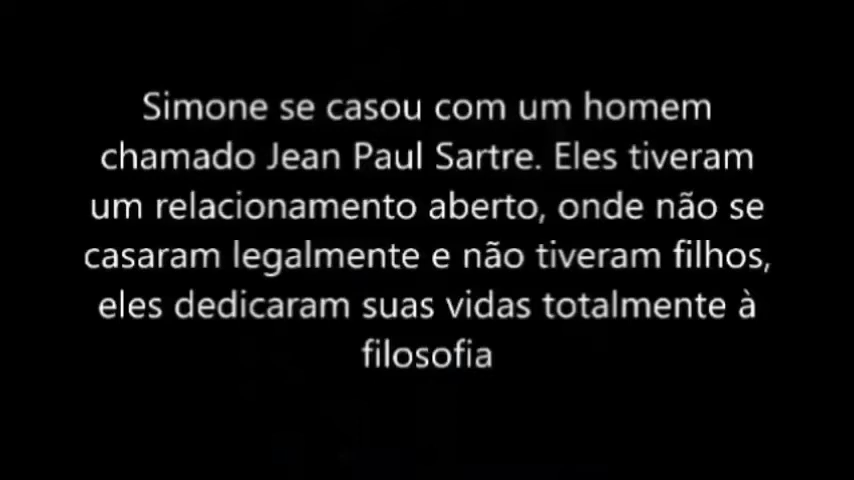 Simone se casou com um homem
chamado Jean Paul Sartre. Eles tiveram
um relacionamento aberto, onde não se
casaram legalmente e não tiveram filhos,
eles dedicaram suas vidas totalmente à
filosofia